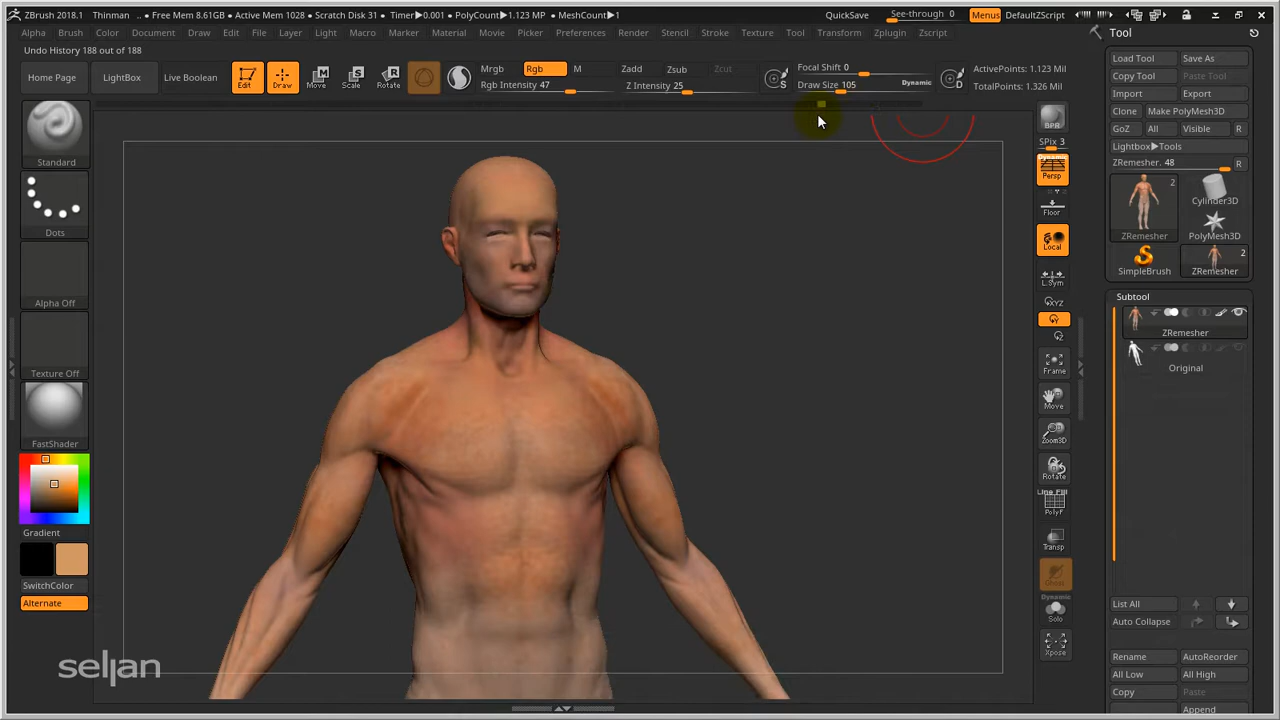 ZBrush 2018.1 Thinman .. • Free Mem 8.61GB • Active Mem 1028 • Scratch Disk 31 • Timer▶0.001 • PolyCount▶1.123 MP • MeshCount▶1 QuickSave See-through 0 Menus DefaultZScript
Alpha Brush Color Document Draw Edit File Layer Light Macro Marker Material Movie Picker Preferences Render Stencil Stroke Texture Tool Transform Zplugin Zscript
Undo History 188 out of 188
Home Page LightBox Live Boolean Edit Draw Move Scale Rotate
Mrgb Rgb M Zadd Zsub Zcut Focal Shift 0 ActivePoints: 1.123 Mil
Rgb Intensity 47 Z Intensity 25 Draw Size 105 Dynamic TotalPoints: 1.326 Mil
S D
Standard
Dots
Alpha Off
Texture Off
FastShader
Gradient
SwitchColor
Alternate
seljan
BPR
SPix 3
Dynamic
Persp
Floor
Local
L.Sym
XYZ
Y
Z
Frame
Move
Zoom3D
Rotate
Line Fill
PolyF
Transp
Ghost
Dynamic
Solo
Xpose
Tool
Load Tool Save As
Copy Tool Paste Tool
Import Export
Clone Make PolyMesh3D
GoZ All Visible R
Lightbox▶Tools
ZRemesher. 48 R
2
Cylinder3D
ZRemesher PolyMesh3D
2
SimpleBrush ZRemesher
Subtool
ZRemesher
Original
List All
Auto Collapse
Rename AutoReorder
All Low All High
Copy Paste
Append